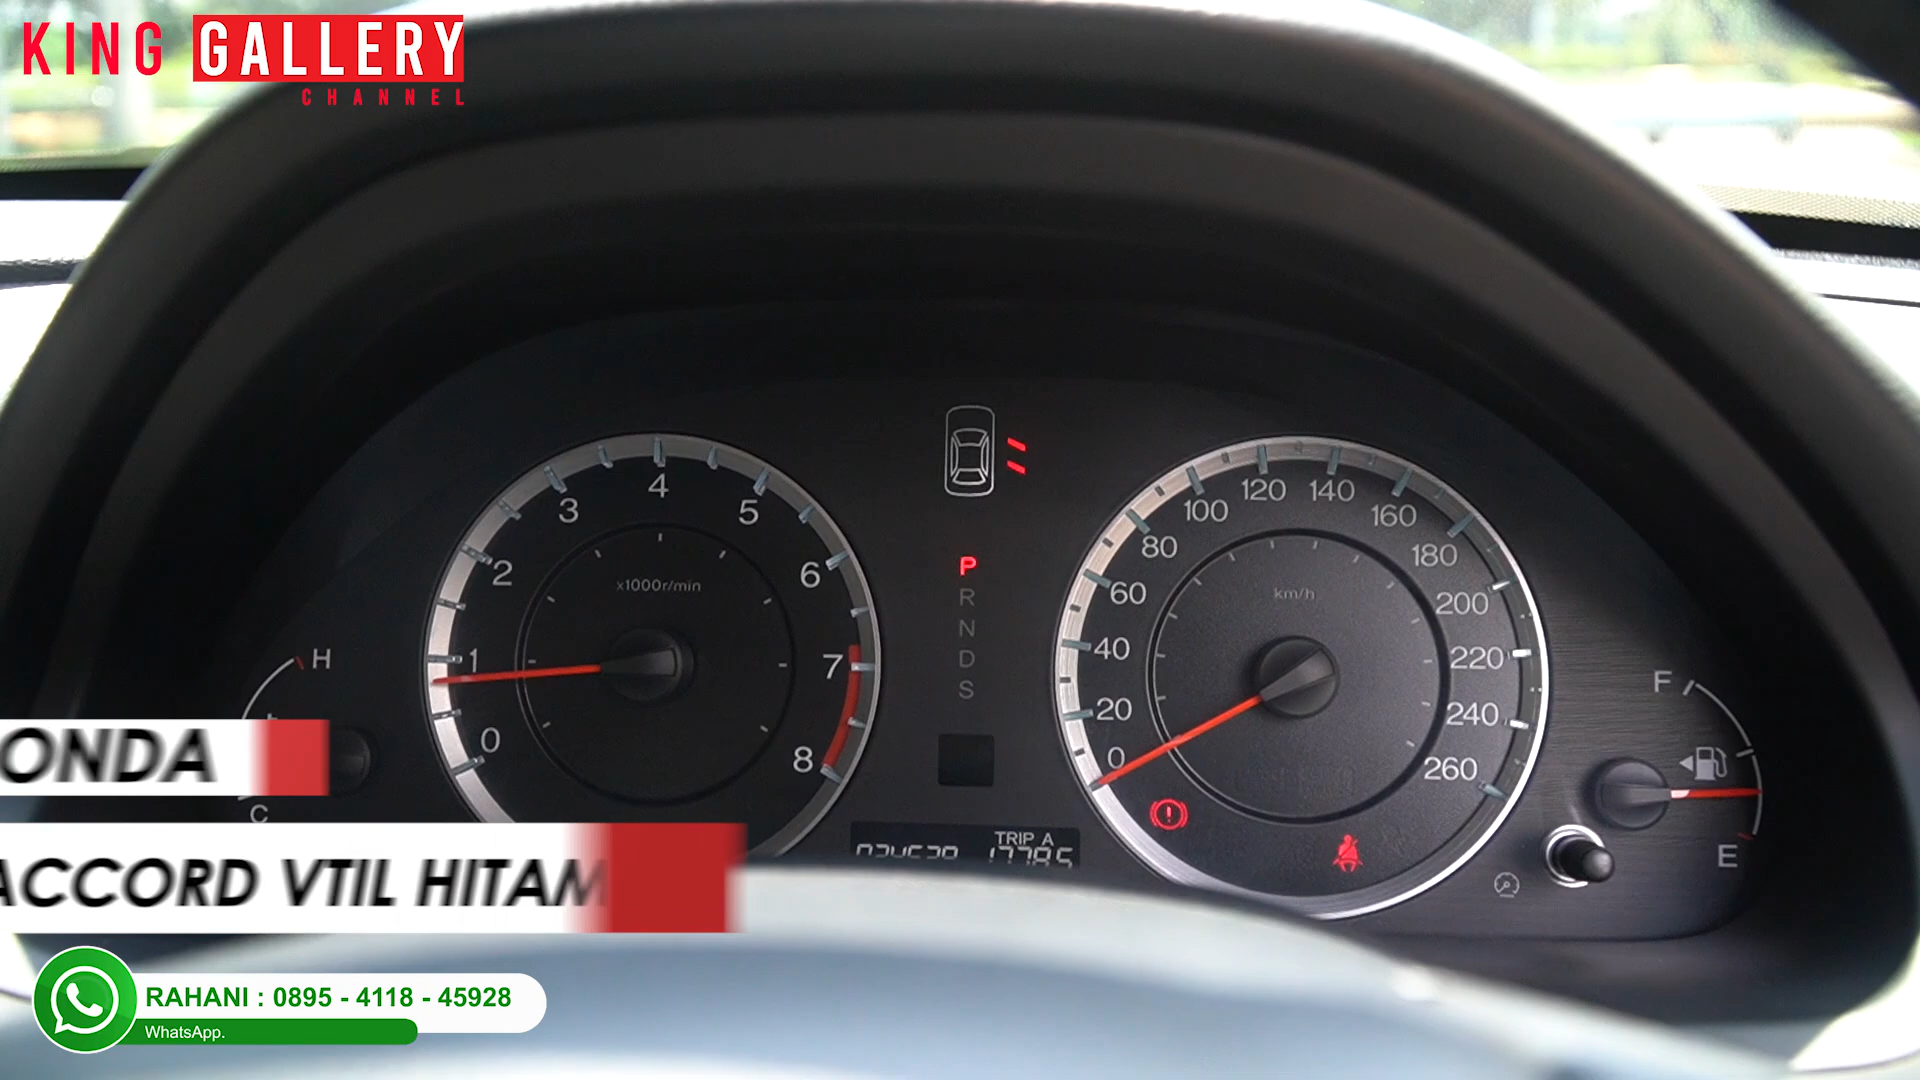 KING GALLERY
CHANNEL
4
3
5
120
140
100
160
2
6
80
180
x1000r/min
P
60
km/h
R
200
N
H
1
7
D
40
220
F
S
20
240
ONDA
0
8
0
260
C
TRIP A
E
17785
ACCORD VTIL HITAM
RAHANI : 0895 - 4118 - 45928
WhatsApp.